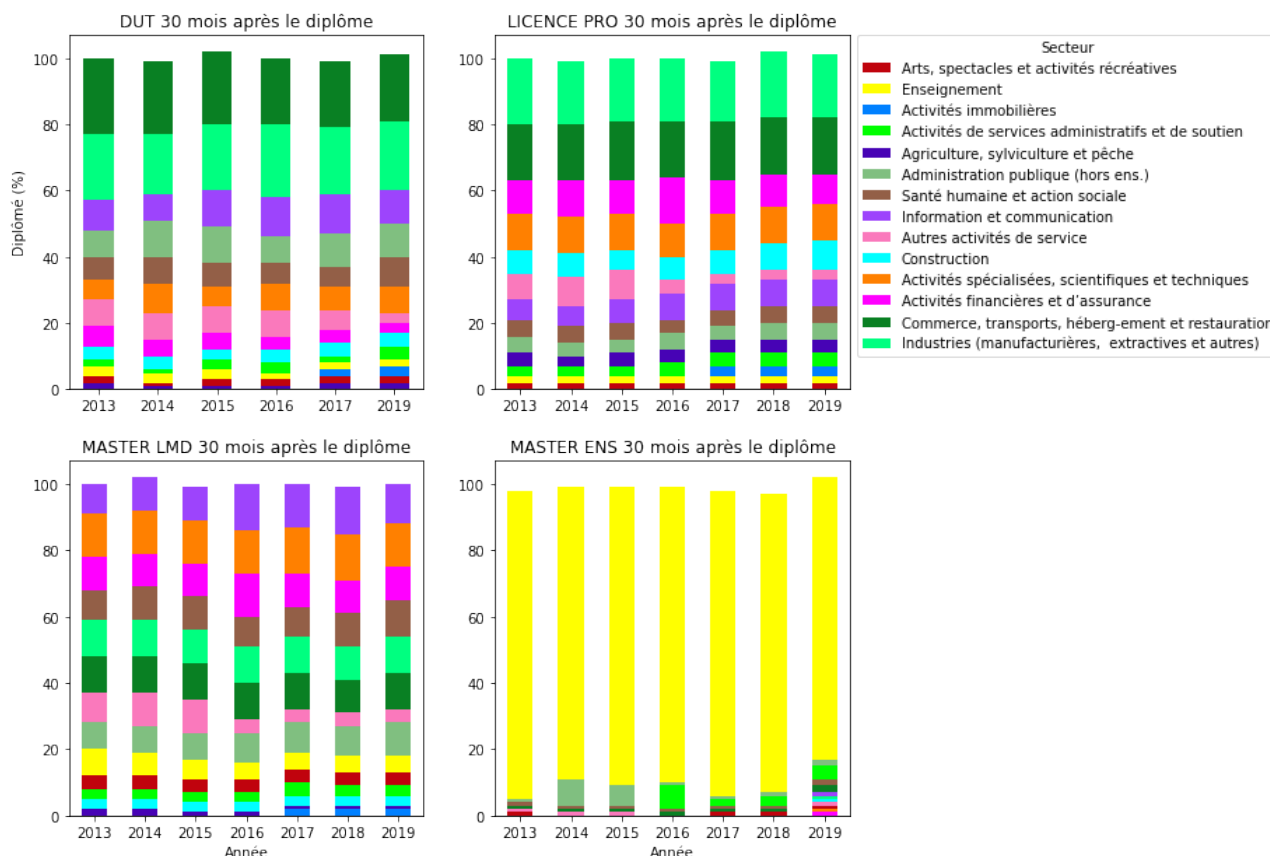 DUT 30 mois après le diplôme
100
80
60
40
20
0
Diplômé (%)
2013 2014 2015 2016 2017 2019
LICENCE PRO 30 mois après le diplôme
100
80
60
40
20
0
2013 2014 2015 2016 2017 2018 2019
Secteur
Arts, spectacles et activités récréatives
Enseignement
Activités immobilières
Activités de services administratifs et de soutien
Agriculture, sylviculture et pêche
Administration publique (hors ens.)
Santé humaine et action sociale
Information et communication
Autres activités de service
Construction
Activités spécialisées, scientifiques et techniques
Activités financières et d’assurance
Commerce, transports, héberg-ement et restauration
Industries (manufacturières, extractives et autres)
MASTER LMD 30 mois après le diplôme
100
80
60
40
20
0
2013 2014 2015 2016 2017 2018 2019
Année
MASTER ENS 30 mois après le diplôme
100
80
60
40
20
0
2013 2014 2015 2016 2017 2018 2019
Année